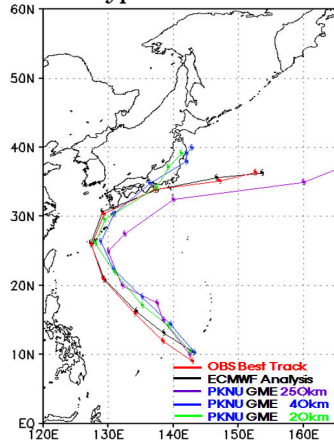 60N
50N
40N
30N
20N
10N
EQ
120E 130E 140E 150E 160E
OBS Best Track
ECMWF Analysis
PKNU GME 250km
PKNU GME 40km
PKNU GME 20km